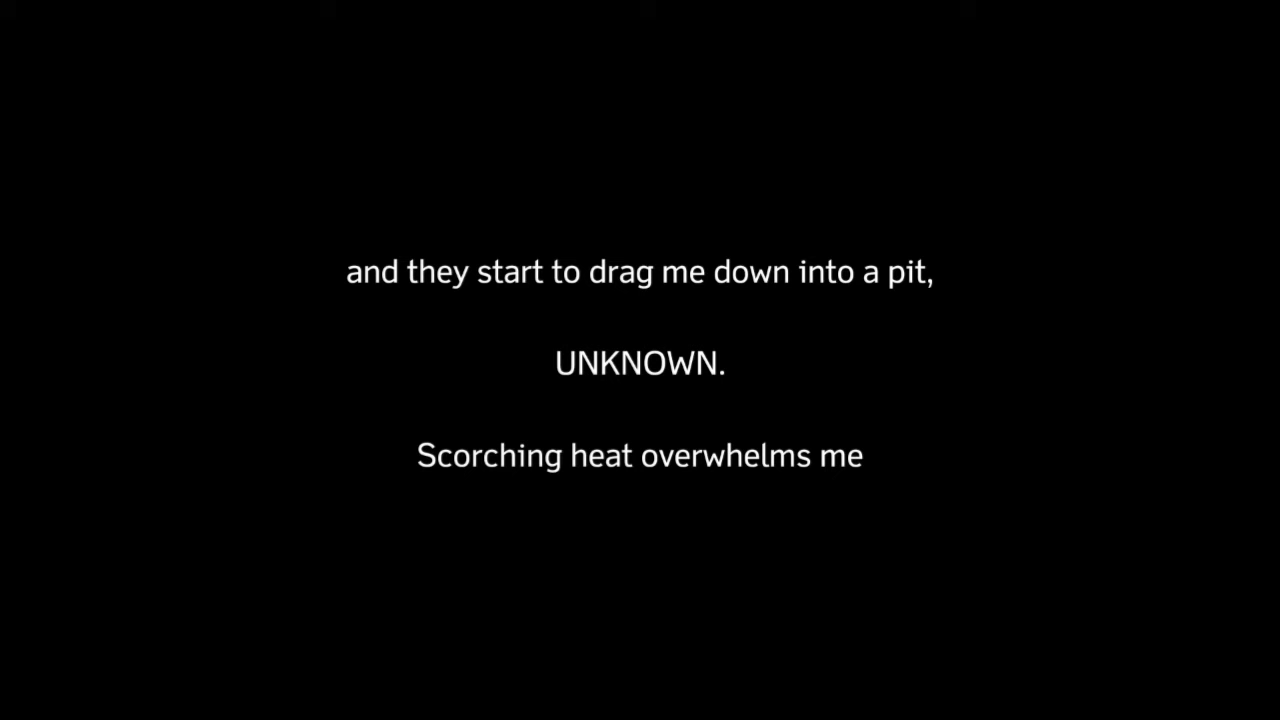 and they start to drag me down into a pit,
UNKNOWN.
Scorching heat overwhelms me